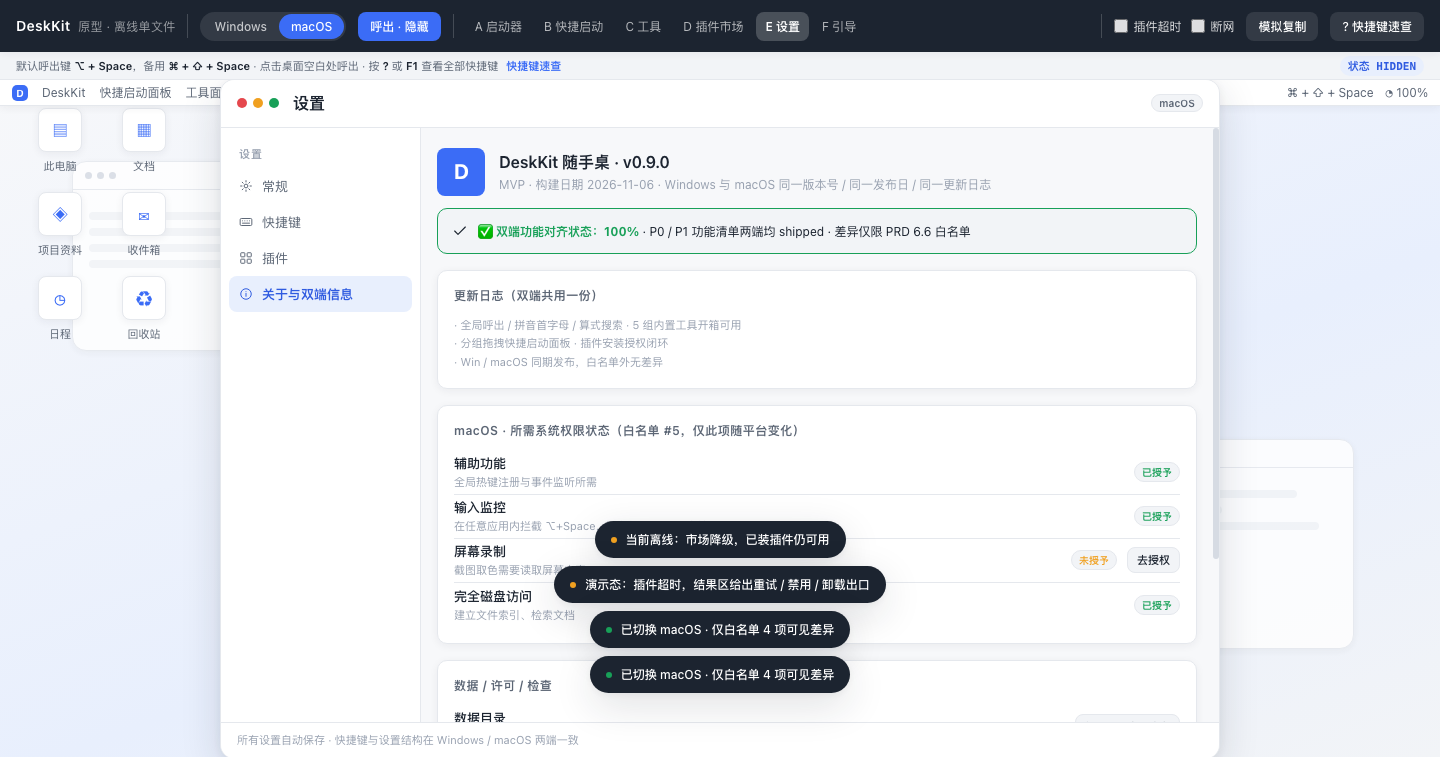 DeskKit 原型 · 离线单文件 Windows macOS 呼出 · 隐藏 A 启动器 B 快捷启动 C 工具 D 插件市场 E 设置 F 引导 插件超时 断网 模拟复制 ? 快捷键速查
默认呼出键 ⌥ + Space，备用 ⌘ + ⇧ + Space · 点击桌面空白处呼出 · 按 ? 或 F1 查看全部快捷键 快捷键速查 状态 HIDDEN
D DeskKit 快捷启动面板 ⌘ + ⇧ + Space 100%
此电脑 文档
项目资料 收件箱
日程 回收站
设置 macOS
设置
常规
快捷键
插件
关于与双端信息
D
DeskKit 随手桌 · v0.9.0
MVP · 构建日期 2026-11-06 · Windows 与 macOS 同一版本号 / 同一发布日 / 同一更新日志
✅ 双端功能对齐状态：100% · P0 / P1 功能清单两端均 shipped · 差异仅限 PRD 6.6 白名单
更新日志（双端共用一份）
· 全局呼出 / 拼音首字母 / 算式搜索 · 5 组内置工具开箱可用
· 分组拖拽快捷启动面板 · 插件安装授权闭环
· Win / macOS 同期发布，白名单外无差异
macOS · 所需系统权限状态（白名单 #5，仅此项随平台变化）
辅助功能
全局热键注册与事件监听所需
已授予
输入监控
在任意应用内拦截 ⌥+Space
已授予
屏幕录制
截图取色需要读取屏幕
未授予 去授权
完全磁盘访问
建立文件索引、检索文档
已授予
当前离线：市场降级，已装插件仍可用
演示态：插件超时，结果区给出重试 / 禁用 / 卸载出口
已切换 macOS · 仅白名单 4 项可见差异
已切换 macOS · 仅白名单 4 项可见差异
数据 / 许可 / 检查
数据目录
所有设置自动保存 · 快捷键与设置结构在 Windows / macOS 两端一致